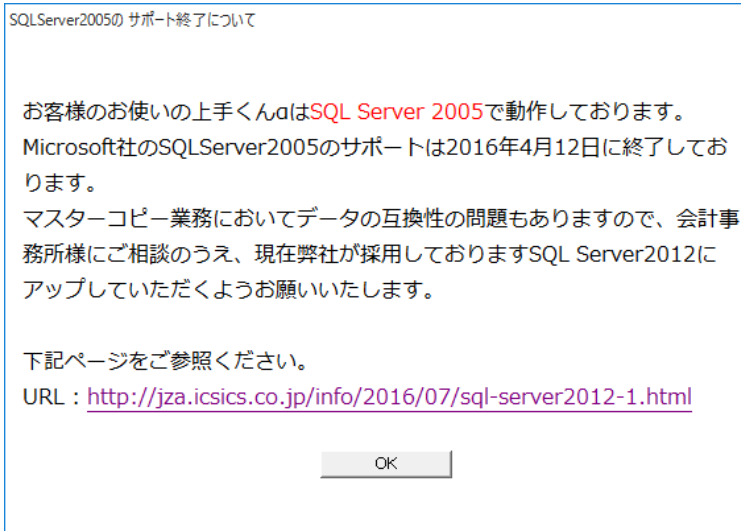 SQLServer2005の サポート終了について
お客様のお使いの上手くんαはSQL Server 2005で動作しております。
Microsoft社のSQLServer2005のサポートは2016年4月12日に終了してお
ります。
マスターコピー業務においてデータの互換性の問題もありますので、会計事
務所様にご相談のうえ、現在弊社が採用しておりますSQL Server2012に
アップしていただくようお願いいたします。
下記ページをご参照ください。
URL：http://jza.icsics.co.jp/info/2016/07/sql-server2012-1.html
OK